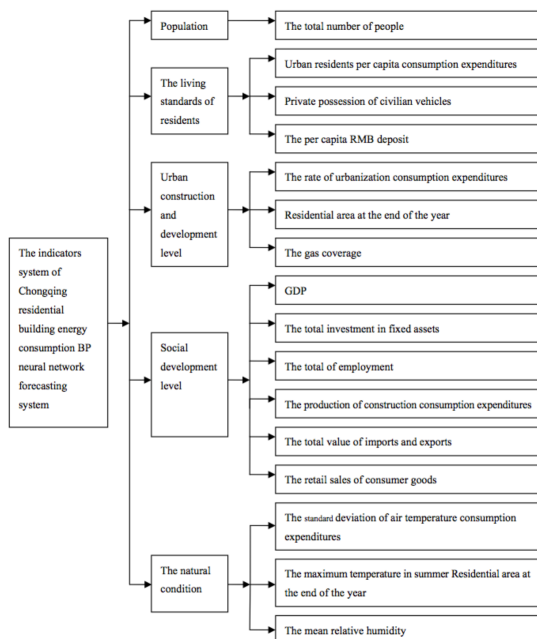 Population
The total number of people
Urban residents per capita consumption expenditures
The living
standards of
residents
Private possession of civilian vehicles
The per capita RMB deposit
Urban
construction
and
development
level
The rate of urbanization consumption expenditures
Residential area at the end of the year
The gas coverage
The indicators
system of
Chongqing
residential
building energy
consumption BP
neural network
forecasting
system
Social
development
level
GDP
The total investment in fixed assets
The total of employment
The production of construction consumption expenditures
The total value of imports and exports
The retail sales of consumer goods
The natural
condition
The standard deviation of air temperature consumption
expenditures
The maximum temperature in summer Residential area at
the end of the year
The mean relative humidity